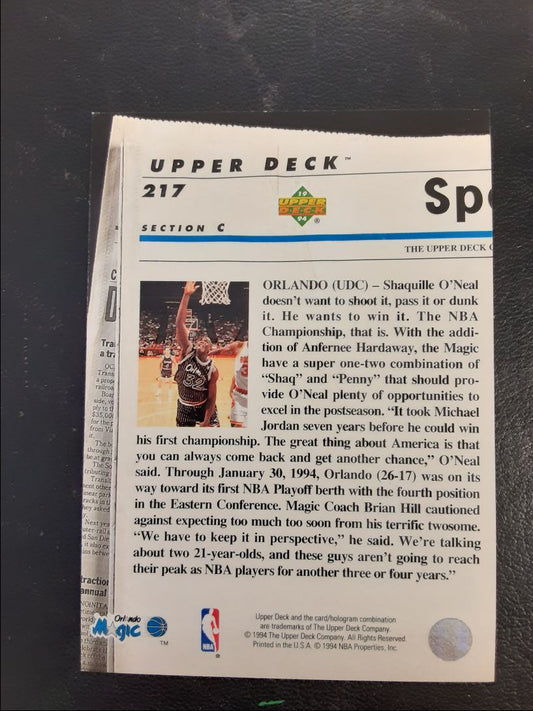 UPPER DECK™
217
19
UPPER
DECK
94
®
Spo
SECTION C
THE UPPER DECK
ORLANDO (UDC) – Shaquille O'Neal
doesn't want to shoot it, pass it or dunk
it. He wants to win it. The NBA
Championship, that is. With the addi-
tion of Anfernee Hardaway, the Magic
have a super one-two combination of
“Shaq” and “Penny” that should pro-
vide O'Neal plenty of opportunities to
excel in the postseason. “It took Michael
Jordan seven years before he could win
his first championship. The great thing about America is that
you can always come back and get another chance,” O'Neal
said. Through January 30, 1994, Orlando (26-17) was on its
way toward its first NBA Playoff berth with the fourth position
in the Eastern Conference. Magic Coach Brian Hill cautioned
against expecting too much too soon from his terrific twosome.
“We have to keep it in perspective,” he said. We're talking
about two 21-year-olds, and these guys aren't going to reach
their peak as NBA players for another three or four years.”
Orlando
32
Orlando
Magic
™
NBA
®
Upper Deck and the card/hologram combination
are trademarks of The Upper Deck Company.
© 1994 The Upper Deck Company. All Rights Reserved.
Printed in the U.S.A. © 1994 NBA Properties, Inc.